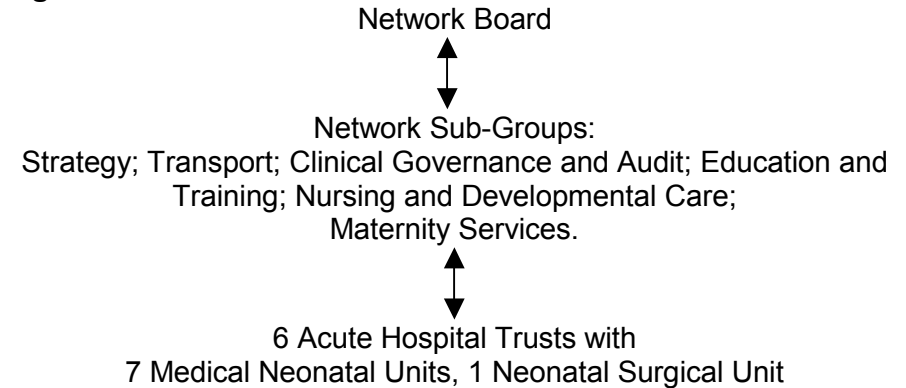 Network Board
Network Sub-Groups:
Strategy; Transport; Clinical Governance and Audit; Education and
Training; Nursing and Developmental Care;
Maternity Services.
6 Acute Hospital Trusts with
7 Medical Neonatal Units, 1 Neonatal Surgical Unit